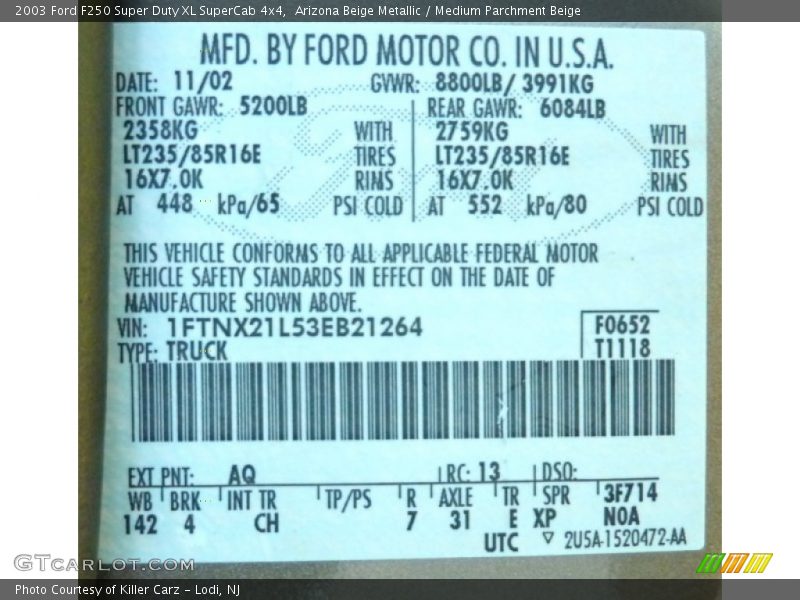 2003 Ford F250 Super Duty XL SuperCab 4x4,  Arizona Beige Metallic / Medium Parchment Beige
MFD. BY FORD MOTOR CO. IN U.S.A.
DATE: 11/02 GVWR: 8800LB/ 3991KG
FRONT GAWR: 5200LB REAR GAWR: 6084LB
2358KG WITH 2759KG WITH
LT235/85R16E TIRES LT235/85R16E TIRES
16X7.0K RINS 16X7.0K RINS
AT 448 kPa/65 PSI COLD AT 552 kPa/80 PSI COLD
THIS VEHICLE CONFORMS TO ALL APPLICABLE FEDERAL MOTOR
VEHICLE SAFETY STANDARDS IN EFFECT ON THE DATE OF
MANUFACTURE SHOWN ABOVE.
VIN: 1FTNX21L53EB21264 F0652
TYPE: TRUCK T1118
EXT PNT: AQ RC: 13 DSO:
WB BRK INT TR TP/PS R AXLE TR SPR 3F714
142 4 CH 7 31 E XP N0A
UTC ▽ 2U5A-1520472-AA
GTCARLOT.COM
Photo Courtesy of Killer Carz – Lodi, NJ